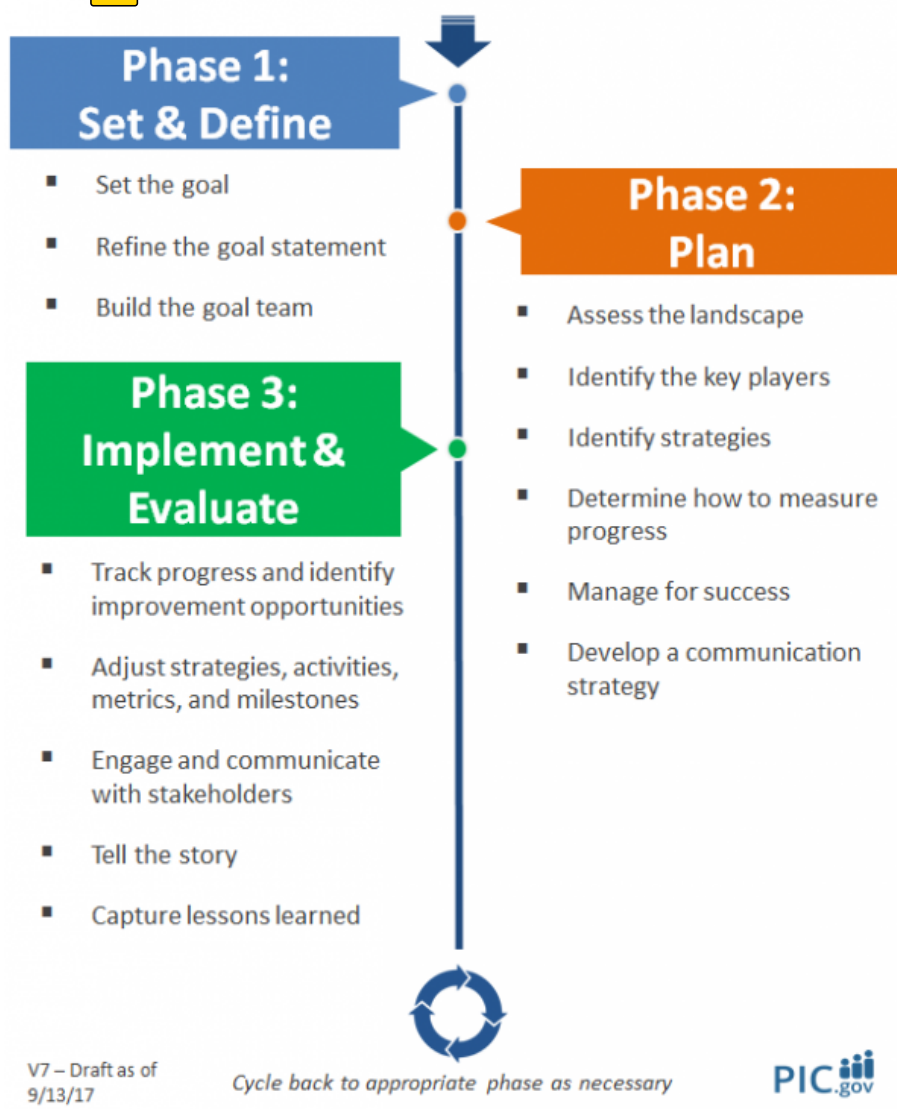 Phase 1:
Set & Define
▪ Set the goal
▪ Refine the goal statement
▪ Build the goal team
Phase 2:
Plan
▪ Assess the landscape
▪ Identify the key players
▪ Identify strategies
▪ Determine how to measure
progress
▪ Manage for success
▪ Develop a communication
strategy
Phase 3:
Implement &
Evaluate
▪ Track progress and identify
improvement opportunities
▪ Adjust strategies, activities,
metrics, and milestones
▪ Engage and communicate
with stakeholders
▪ Tell the story
▪ Capture lessons learned
V7 – Draft as of
9/13/17
Cycle back to appropriate phase as necessary
PIC.gov